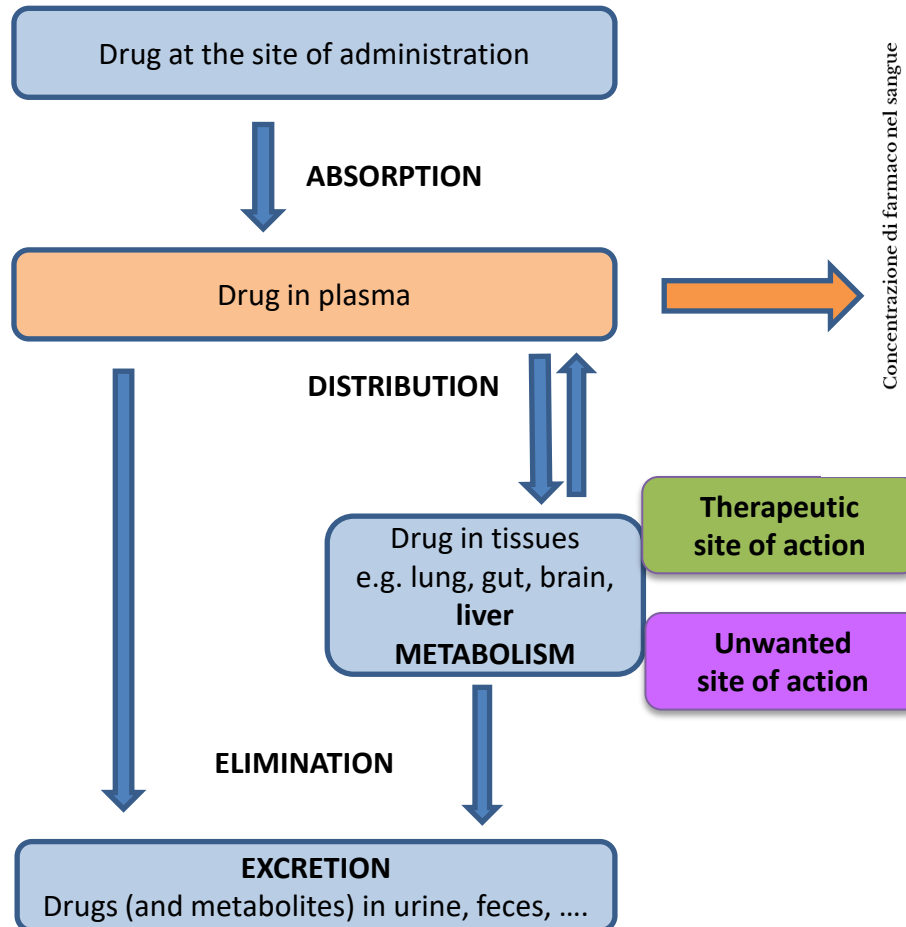 Drug at the site of administration
ABSORPTION
Concentrazione di farmaco nel sangue
Drug in plasma
DISTRIBUTION
Drug in tissues
e.g. lung, gut, brain,
liver
METABOLISM
Therapeutic
site of action
Unwanted
site of action
ELIMINATION
EXCRETION
Drugs (and metabolites) in urine, feces, ....